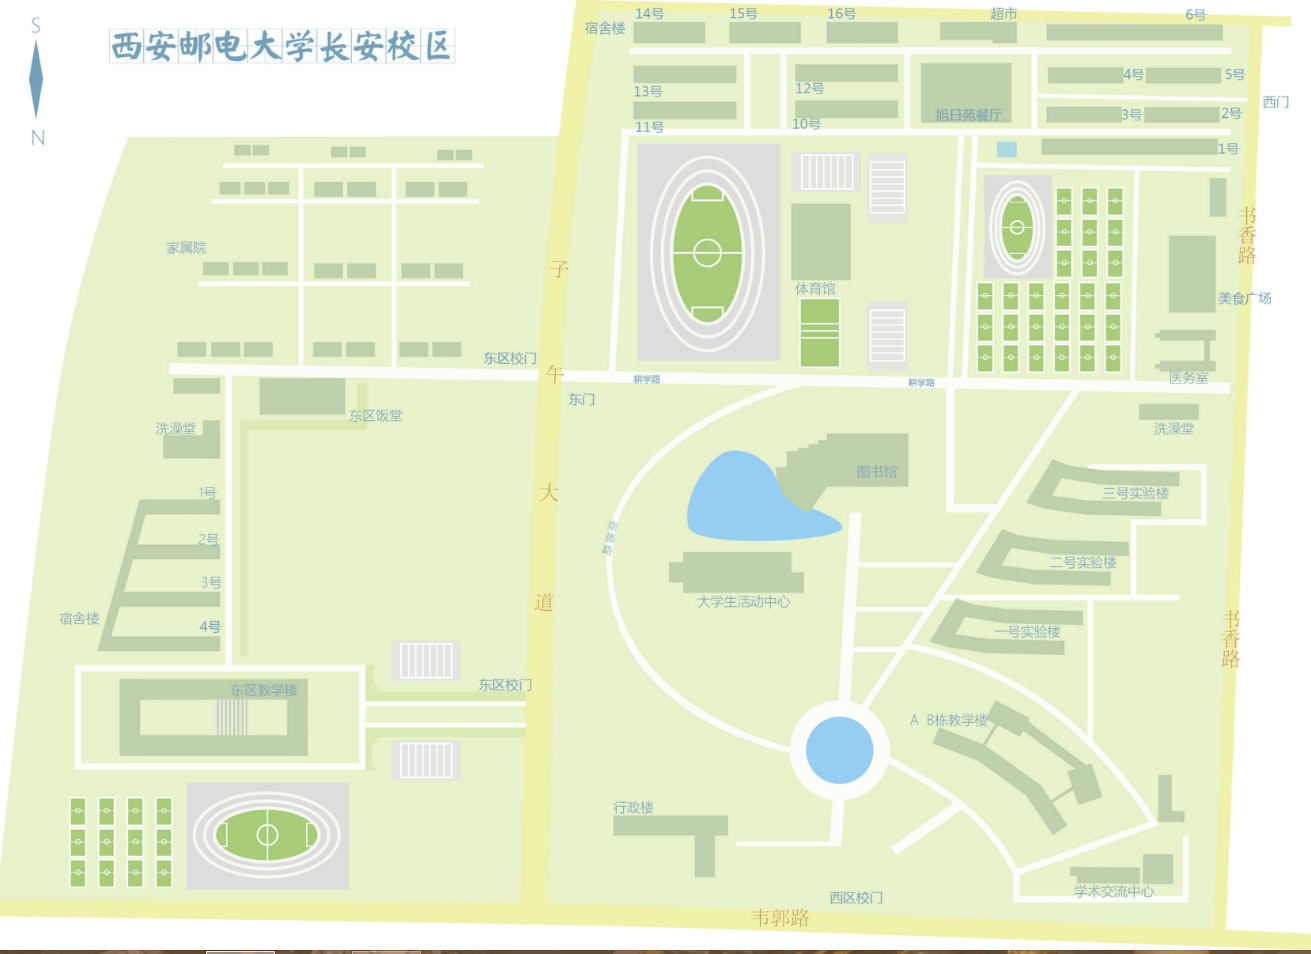 S
N
西安邮电大学长安校区
宿舍楼
14号
15号
16号
超市
6号
13号
12号
4号
5号
西门
11号
10号
旭日苑餐厅
3号
2号
1号
家属院
子午大道
体育馆
书香路
美食广场
医务室
东区校门
耕学路
耕学路
东门
东区饭堂
洗澡堂
洗澡堂
图书馆
崇德路
大学生活动中心
三号实验楼
二号实验楼
一号实验楼
1号
2号
3号
4号
宿舍楼
书香路
东区教学楼
东区校门
A B栋教学楼
行政楼
西区校门
学术交流中心
韦郭路